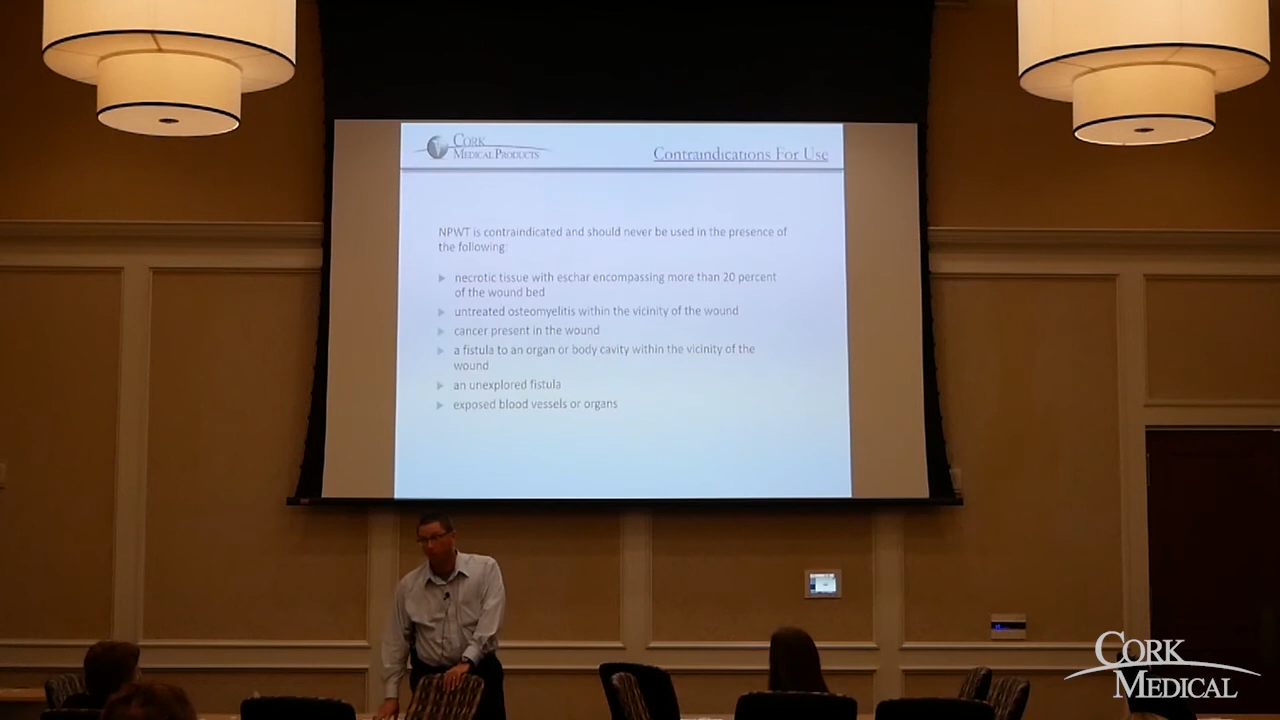 CORK
MEDICAL PRODUCTS
Contraindications For Use
NPWT is contraindicated and should never be used in the presence of
the following:
necrotic tissue with eschar encompassing more than 20 percent
of the wound bed
untreated osteomyelitis within the vicinity of the wound
cancer present in the wound
a fistula to an organ or body cavity within the vicinity of the
wound
an unexplored fistula
exposed blood vessels or organs
CORK
MEDICAL